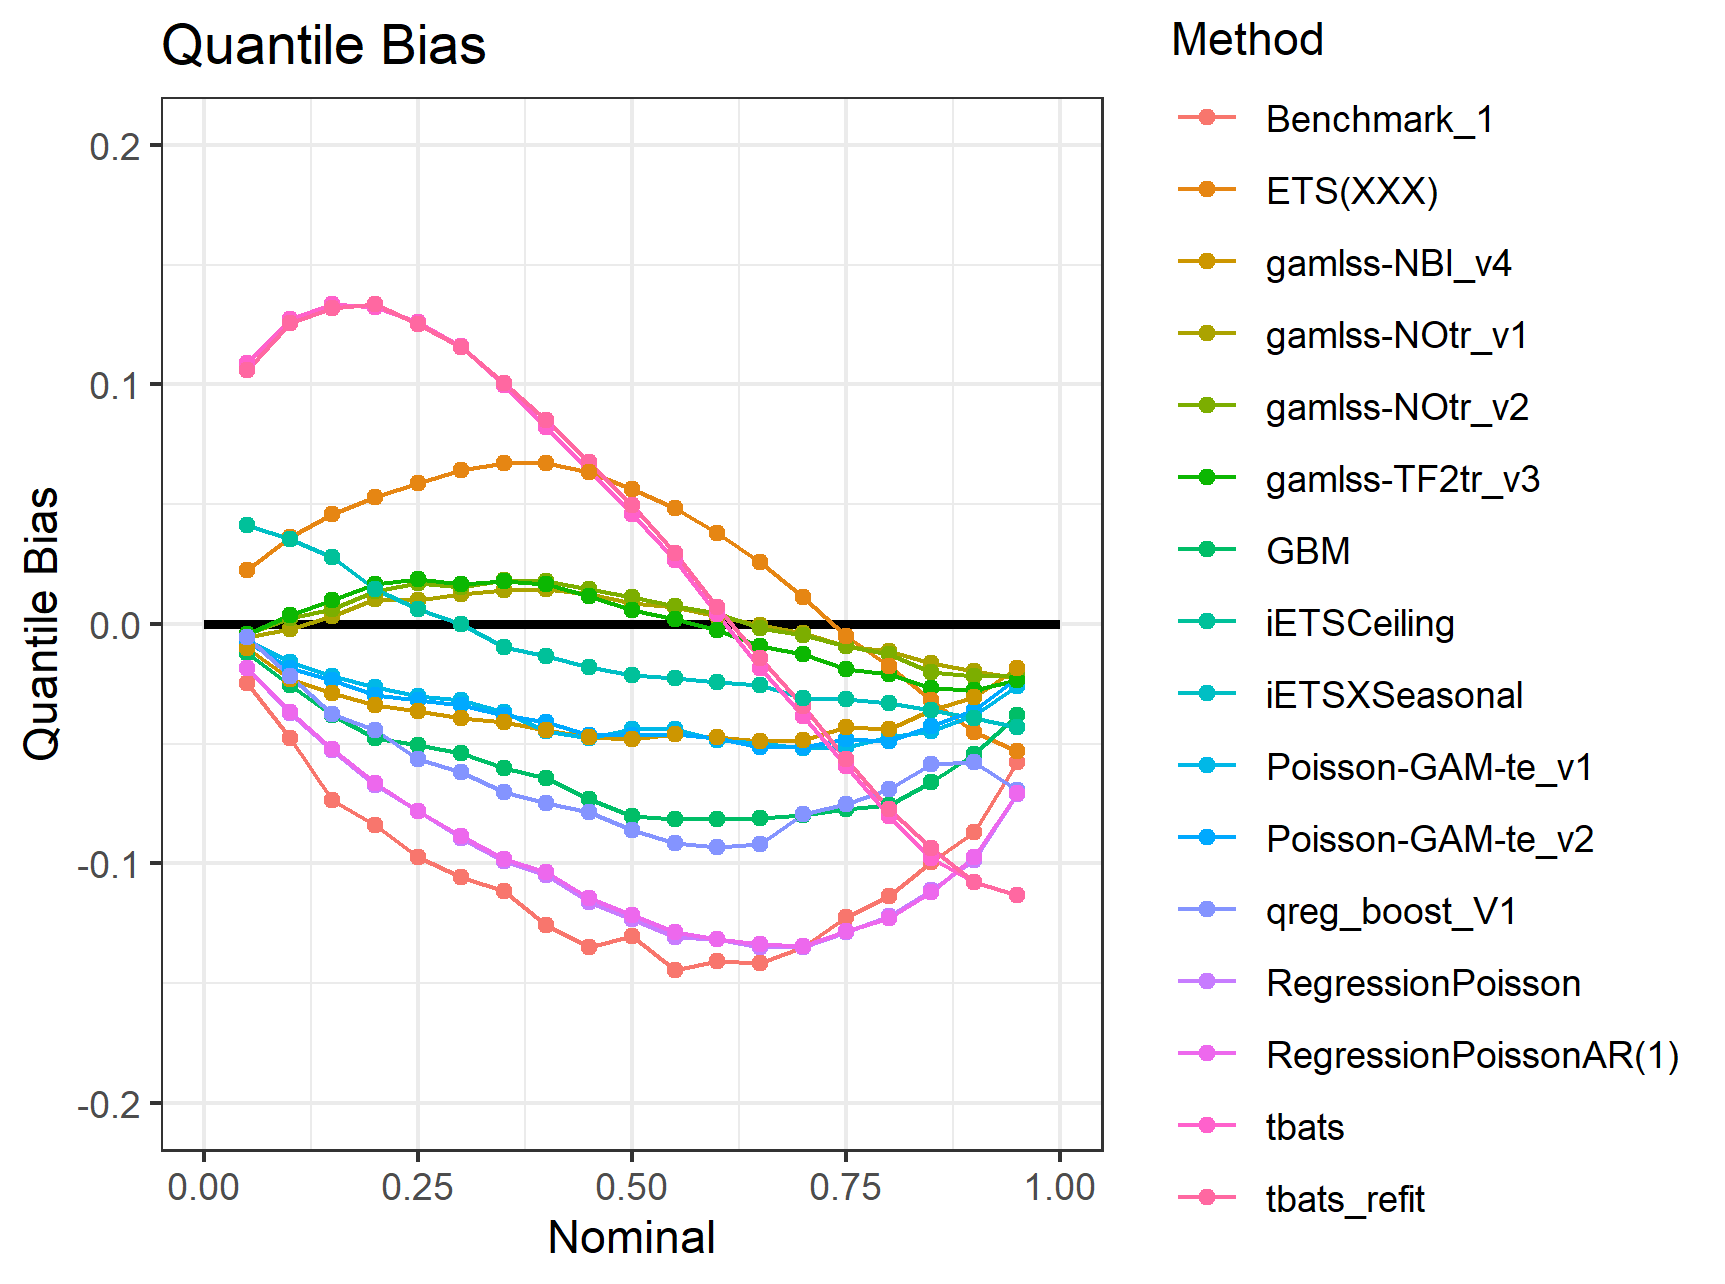 Quantile Bias
Method
Benchmark_1
ETS(XXX)
gamlss-NBI_v4
gamlss-NOtr_v1
gamlss-NOtr_v2
gamlss-TF2tr_v3
GBM
iETSCeiling
iETSXSeasonal
Poisson-GAM-te_v1
Poisson-GAM-te_v2
qreg_boost_V1
RegressionPoisson
RegressionPoissonAR(1)
tbats
tbats_refit
Quantile Bias
0.2
0.1
0.0
-0.1
-0.2
0.00 0.25 0.50 0.75 1.00
Nominal